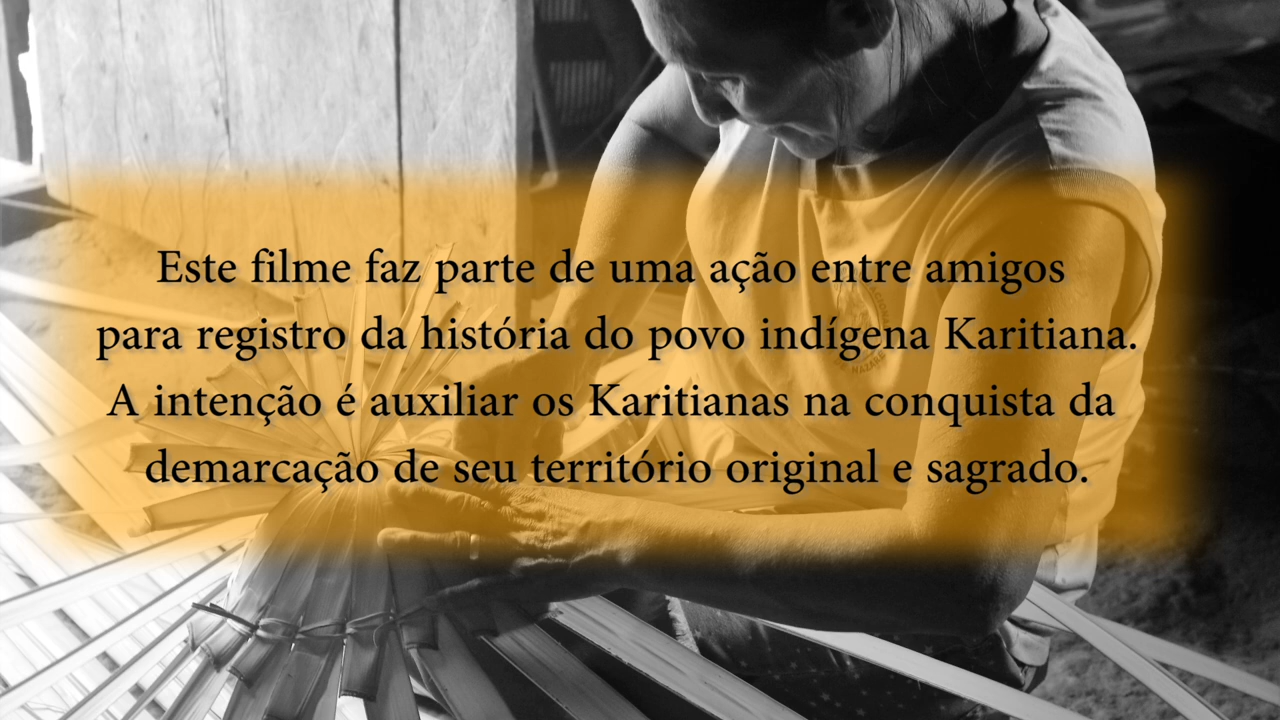 Este filme faz parte de uma ação entre amigos
para registro da história do povo indígena Karitiana.
A intenção é auxiliar os Karitianas na conquista da
demarcação de seu território original e sagrado.